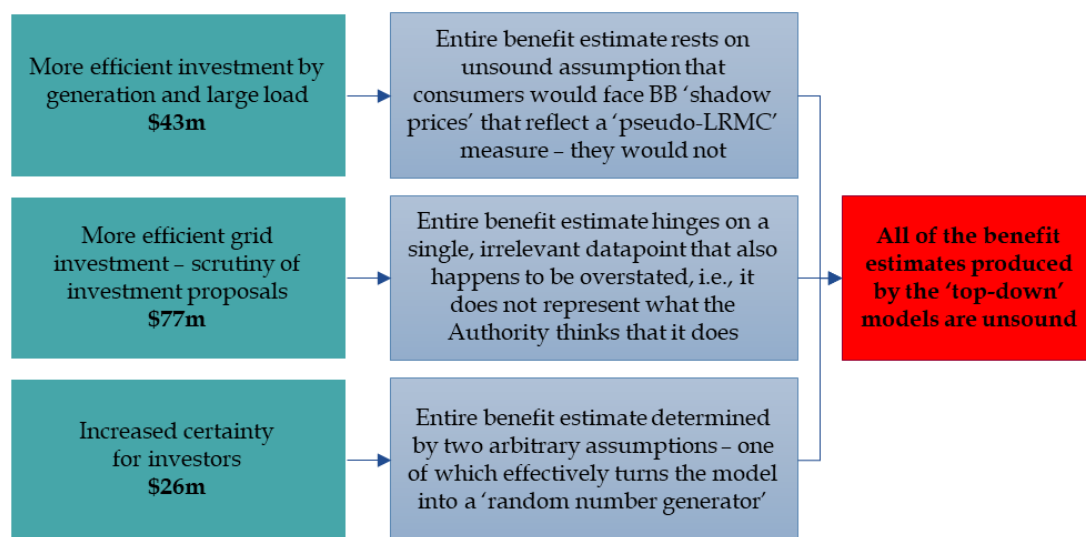 More efficient investment by
generation and large load
$43m
Entire benefit estimate rests on
unsound assumption that
consumers would face BB ‘shadow
prices’ that reflect a ‘pseudo-LRMC’
measure – they would not
More efficient grid
investment – scrutiny of
investment proposals
$77m
Entire benefit estimate hinges on a
single, irrelevant datapoint that also
happens to be overstated, i.e., it
does not represent what the
Authority thinks that it does
All of the benefit
estimates produced
by the ‘top-down’
models are unsound
Increased certainty
for investors
$26m
Entire benefit estimate determined
by two arbitrary assumptions – one
of which effectively turns the model
into a ‘random number generator’